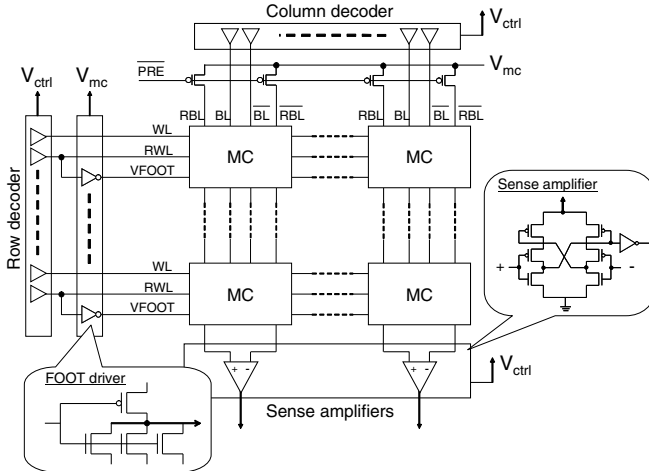 Column decoder
V_ctrl
PRE
V_mc
V_ctrl
V_mc
RBL BL BL RBL
RBL BL BL RBL
WL
RWL
VFOOT
MC
MC
Row decoder
Sense amplifier
+ -
WL
RWL
VFOOT
MC
MC
+ -
+ -
V_ctrl
FOOT driver
Sense amplifiers